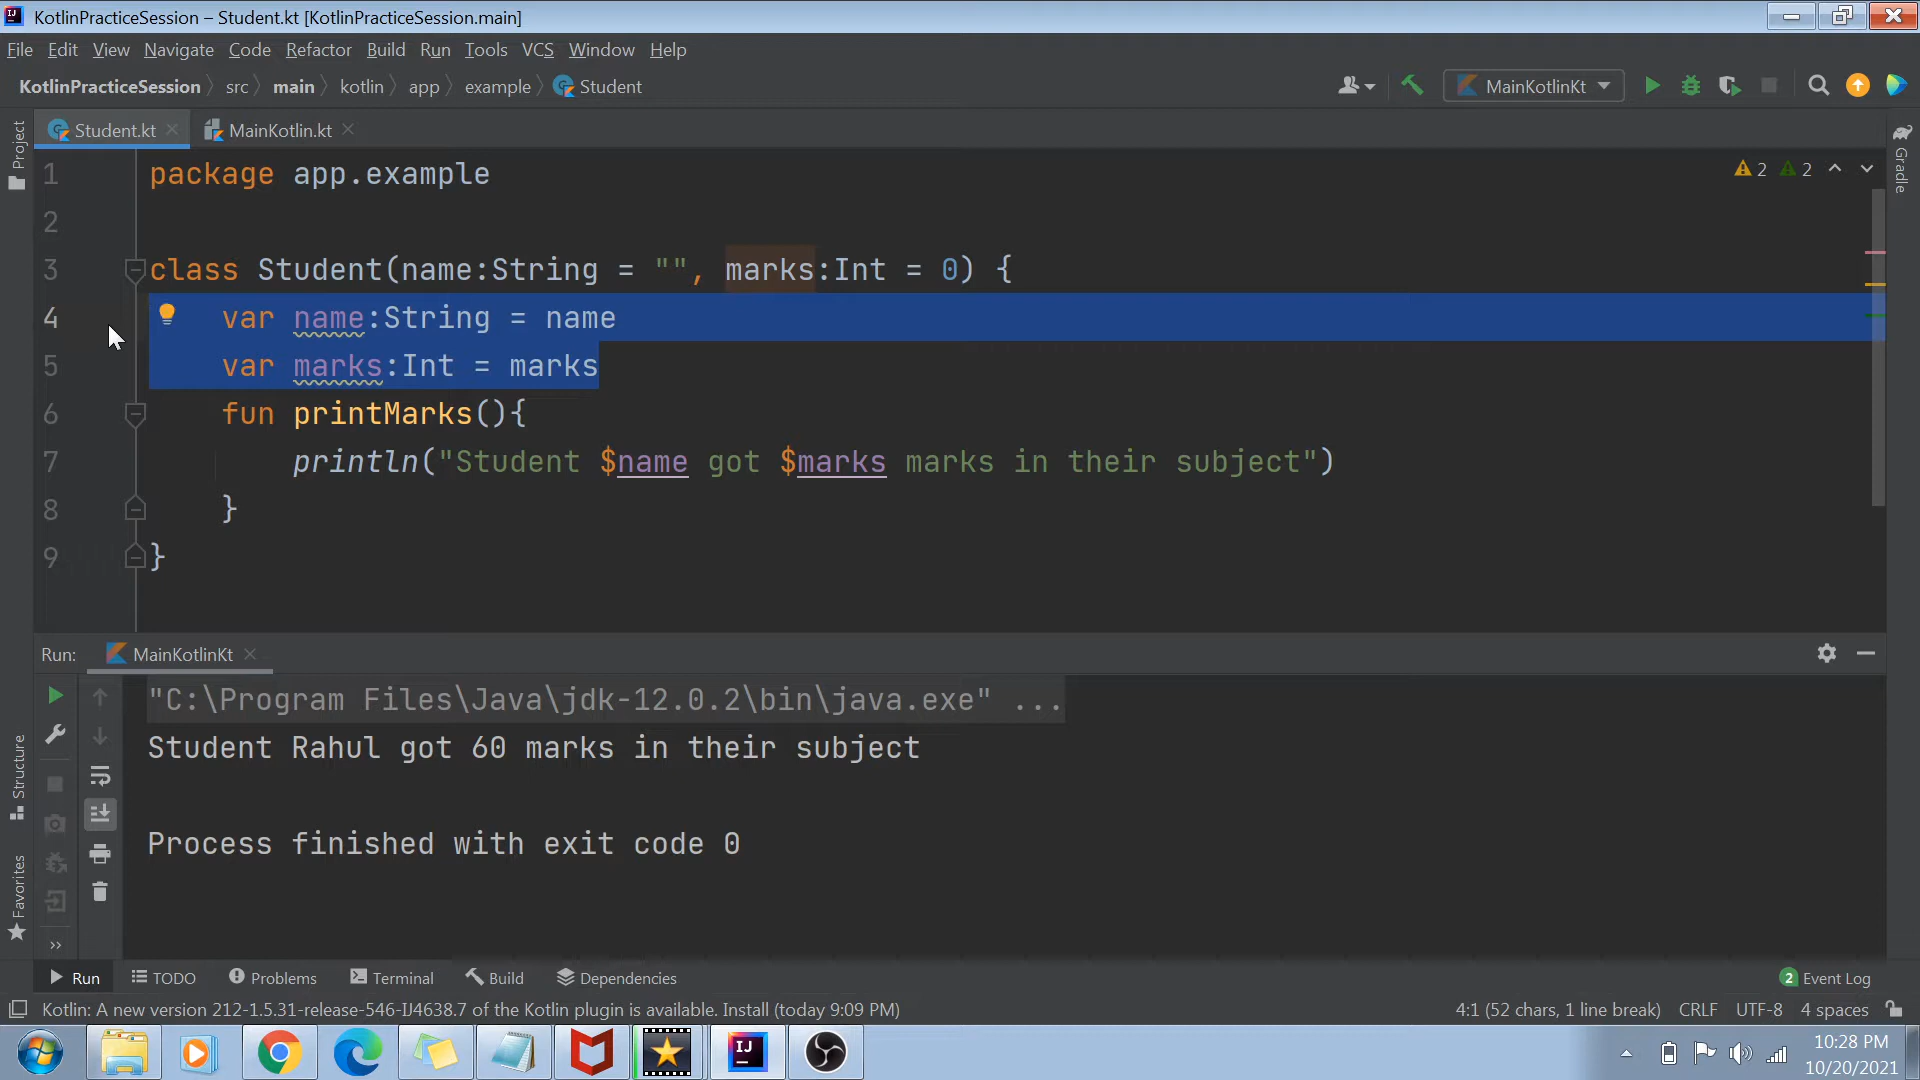 KotlinPracticeSession – Student.kt [KotlinPracticeSession.main]
File Edit View Navigate Code Refactor Build Run Tools VCS Window Help
KotlinPracticeSession src main kotlin app example Student MainKotlinKt
Student.kt MainKotlin.kt
Project
Gradle
2 2
1 package app.example
2
3 class Student(name:String = "", marks:Int = 0) {
4 var name:String = name
5 var marks:Int = marks
6 fun printMarks(){
7 println("Student $name got $marks marks in their subject")
8 }
9 }
Run: MainKotlinKt
"C:\Program Files\Java\jdk-12.0.2\bin\java.exe" ...
Student Rahul got 60 marks in their subject
Process finished with exit code 0
Structure
Favorites
Run TODO Problems Terminal Build Dependencies 2 Event Log
Kotlin: A new version 212-1.5.31-release-546-IJ4638.7 of the Kotlin plugin is available. Install (today 9:09 PM) 4:1 (52 chars, 1 line break) CRLF UTF-8 4 spaces
IJ
10:28 PM
10/20/2021